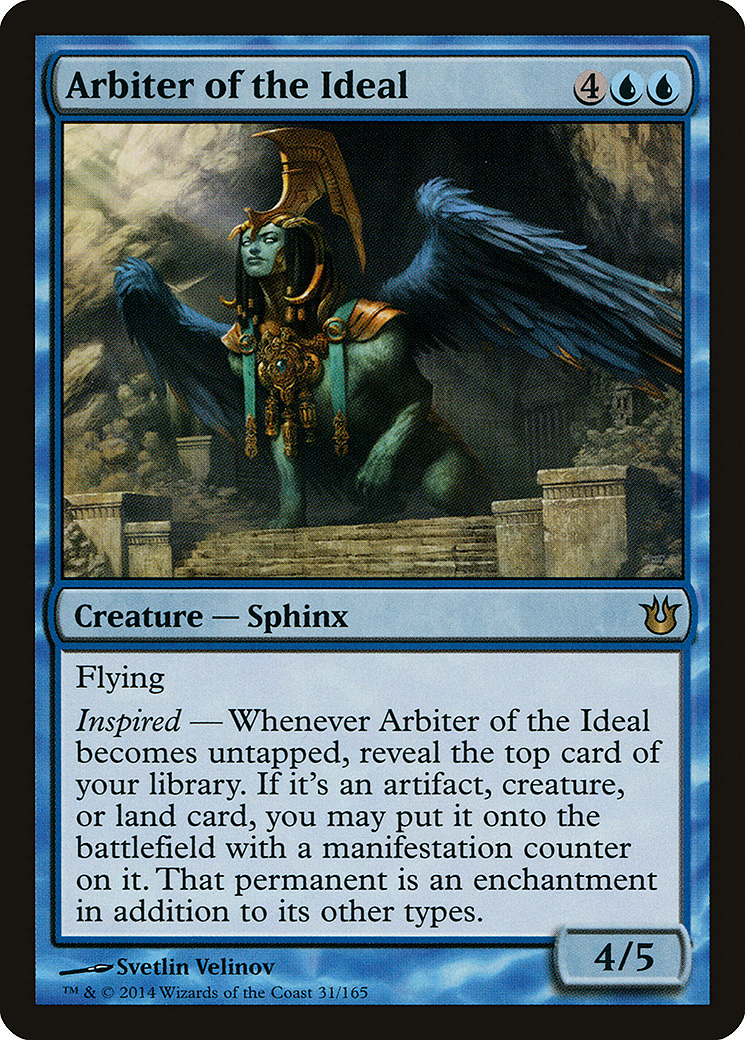 Arbiter of the Ideal 4
Creature — Sphinx
Flying
Inspired — Whenever Arbiter of the Ideal
becomes untapped, reveal the top card of
your library. If it's an artifact, creature,
or land card, you may put it onto the
battlefield with a manifestation counter
on it. That permanent is an enchantment
in addition to its other types.
4/5
Svetlin Velinov
™ & © 2014 Wizards of the Coast 31/165